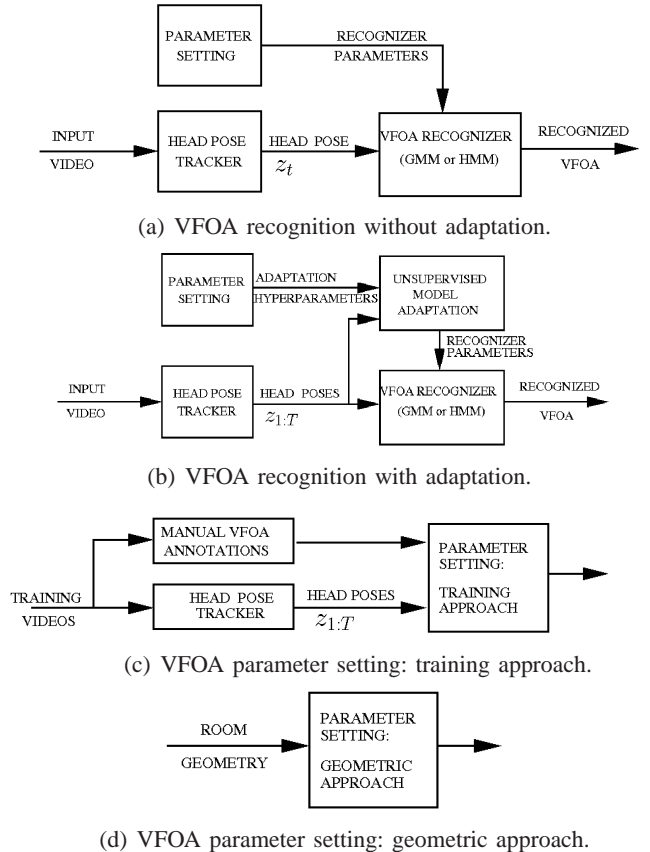 PARAMETER
SETTING
RECOGNIZER
PARAMETERS
INPUT
VIDEO
HEAD POSE
TRACKER
HEAD POSE
z_t
VFOA RECOGNIZER
(GMM or HMM)
RECOGNIZED
VFOA
(a) VFOA recognition without adaptation.
PARAMETER
SETTING
ADAPTATION
HYPERPARAMETERS
UNSUPERVISED
MODEL
ADAPTATION
RECOGNIZER
PARAMETERS
INPUT
VIDEO
HEAD POSE
TRACKER
HEAD POSES
z_{1:T}
VFOA RECOGNIZER
(GMM or HMM)
RECOGNIZED
VFOA
(b) VFOA recognition with adaptation.
TRAINING
VIDEOS
MANUAL VFOA
ANNOTATIONS
HEAD POSE
TRACKER
HEAD POSES
z_{1:T}
PARAMETER
SETTING:
TRAINING
APPROACH
(c) VFOA parameter setting: training approach.
ROOM
GEOMETRY
PARAMETER
SETTING:
GEOMETRIC
APPROACH
(d) VFOA parameter setting: geometric approach.